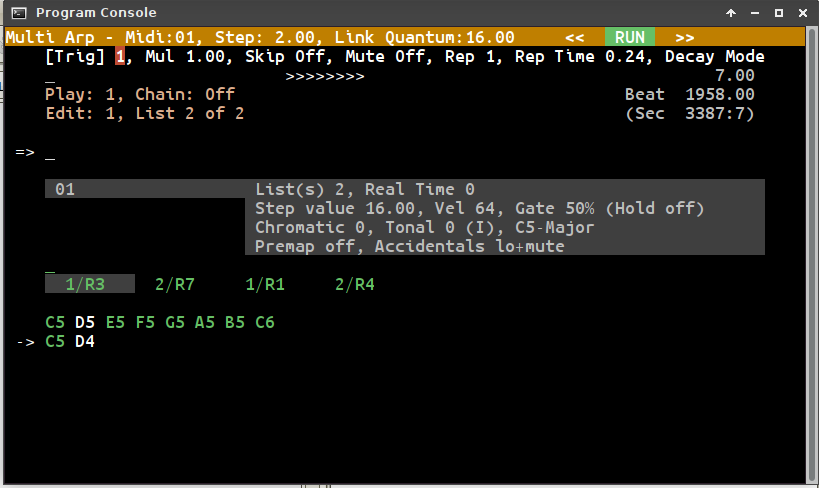 Program Console
Multi Arp - Midi:01, Step: 2.00, Link Quantum:16.00 << RUN >>
[Trig] 1, Mul 1.00, Skip Off, Mute Off, Rep 1, Rep Time 0.24, Decay Mode
_ >>>>>>>> 7.00
Play: 1, Chain: Off Beat 1958.00
Edit: 1, List 2 of 2 (Sec 3387:7)
=> _
01 List(s) 2, Real Time 0
Step value 16.00, Vel 64, Gate 50% (Hold off)
Chromatic 0, Tonal 0 (I), C5-Major
Premap off, Accidentals lo+mute
_
1/R3 2/R7 1/R1 2/R4
C5 D5 E5 F5 G5 A5 B5 C6
-> C5 D4